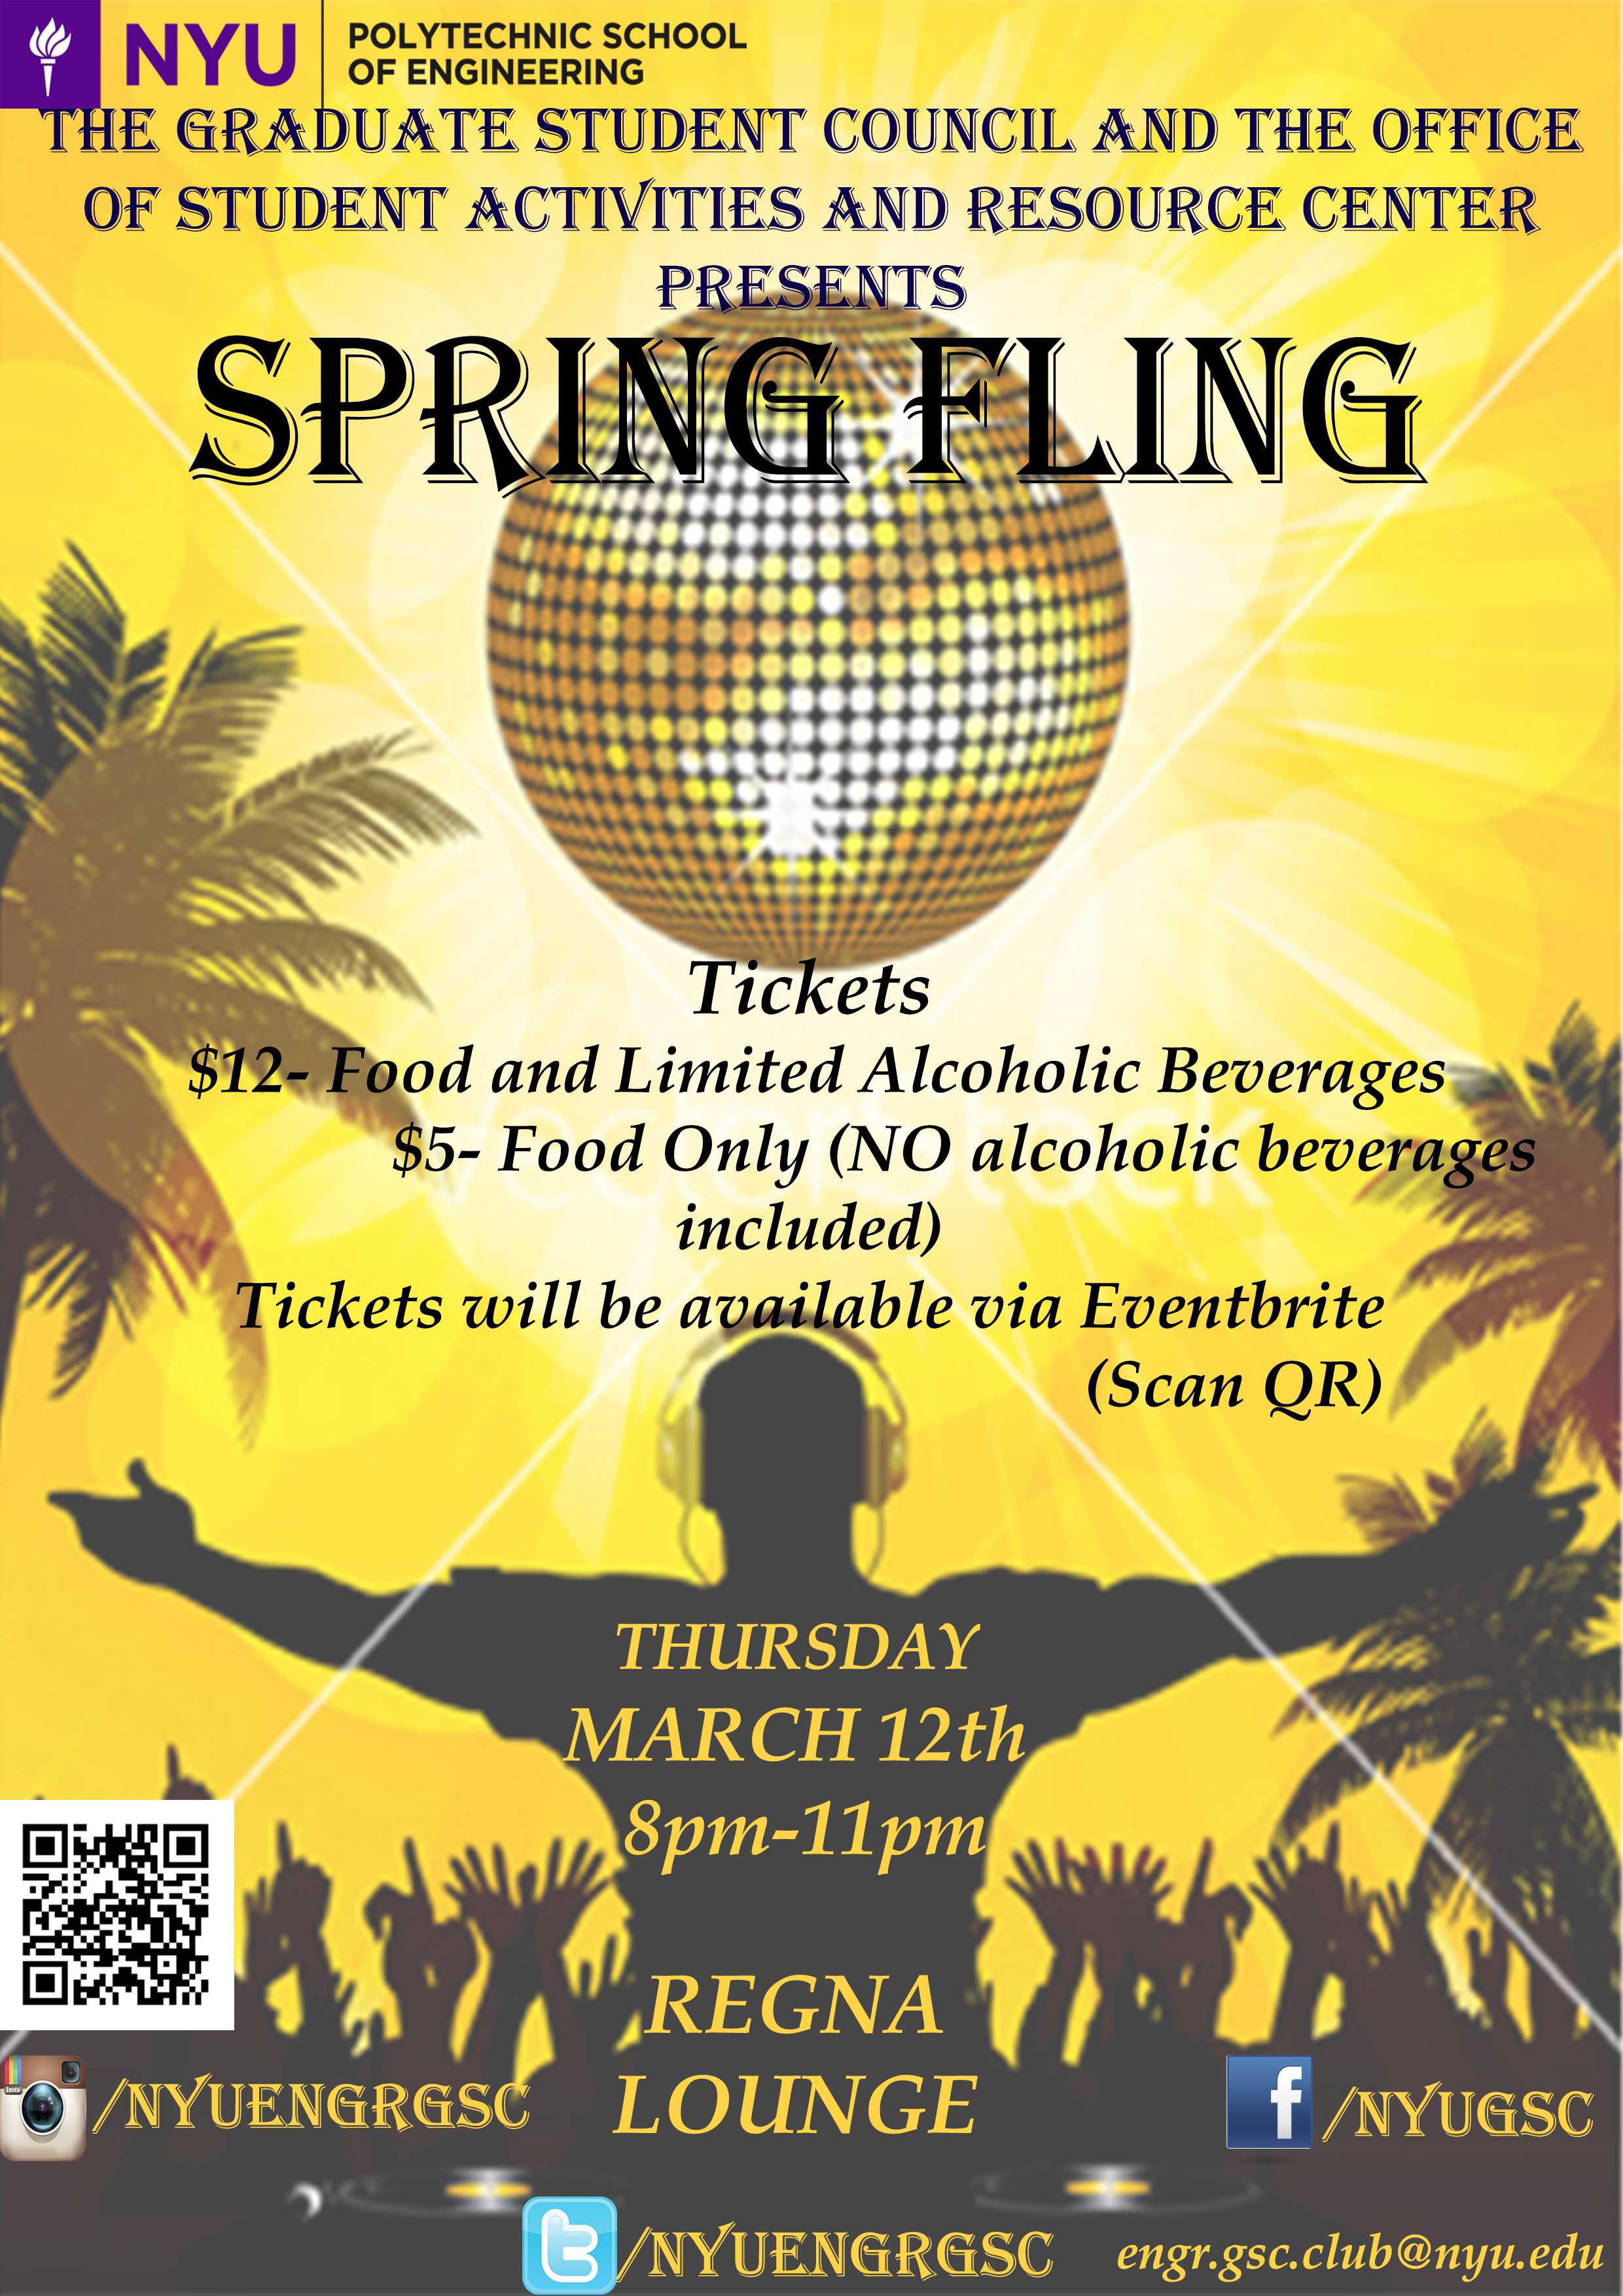 NYU
POLYTECHNIC SCHOOL
OF ENGINEERING
THE GRADUATE STUDENT COUNCIL AND THE OFFICE
OF STUDENT ACTIVITIES AND RESOURCE CENTER
PRESENTS
SPRING FLING
Tickets
$12- Food and Limited Alcoholic Beverages
$5- Food Only (NO alcoholic beverages
included)
Tickets will be available via Eventbrite
(Scan QR)
VectorStock
THURSDAY
MARCH 12th
8pm-11pm
REGNA
LOUNGE
Insta
/NYUENGRGSC
f /NYUGSC
t /NYUENGRGSC
engr.gsc.club@nyu.edu